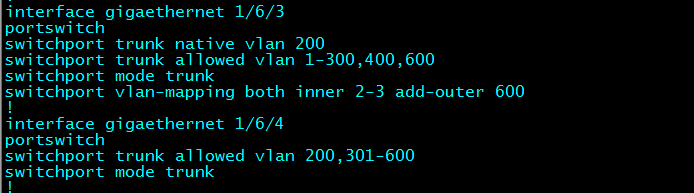 !
interface gigaethernet 1/6/3
portswitch
switchport trunk native vlan 200
switchport trunk allowed vlan 1-300,400,600
switchport mode trunk
switchport vlan-mapping both inner 2-3 add-outer 600
!
interface gigaethernet 1/6/4
portswitch
switchport trunk allowed vlan 200,301-600
switchport mode trunk
!